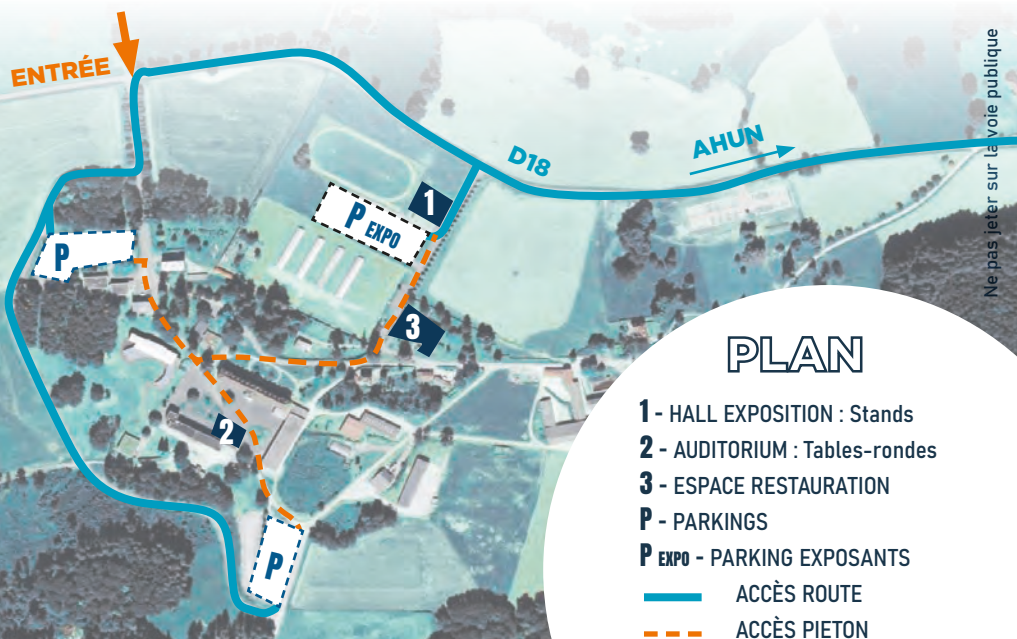 ENTRÉE
D18
AHUN
Ne pas jeter sur la voie publique
1
P EXPO
P
3
2
P
PLAN
1 - HALL EXPOSITION : Stands
2 - AUDITORIUM : Tables-rondes
3 - ESPACE RESTAURATION
P - PARKINGS
P EXPO - PARKING EXPOSANTS
ACCÈS ROUTE
ACCÈS PIETON